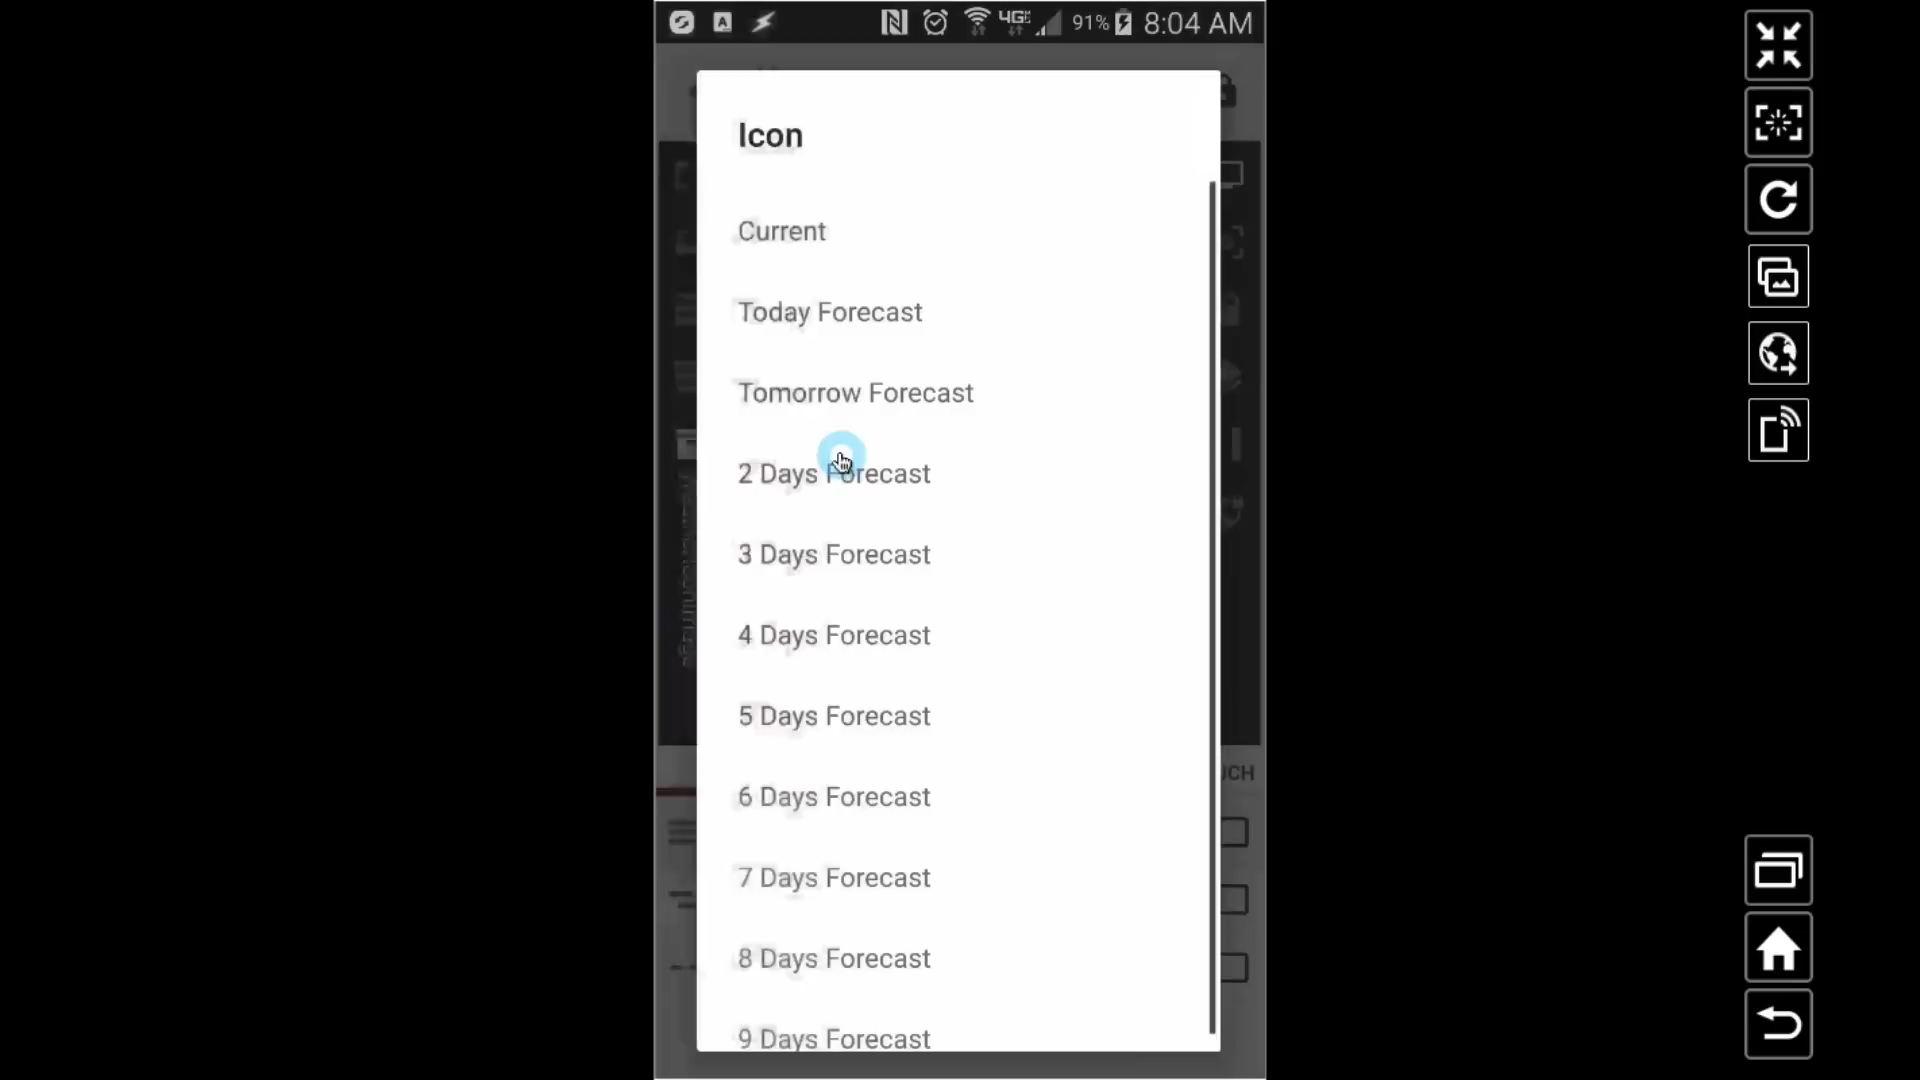 4G 91% 8:04 AM
Icon
Current
Today Forecast
Tomorrow Forecast
2 Days Forecast
3 Days Forecast
4 Days Forecast
5 Days Forecast
6 Days Forecast
7 Days Forecast
8 Days Forecast
9 Days Forecast